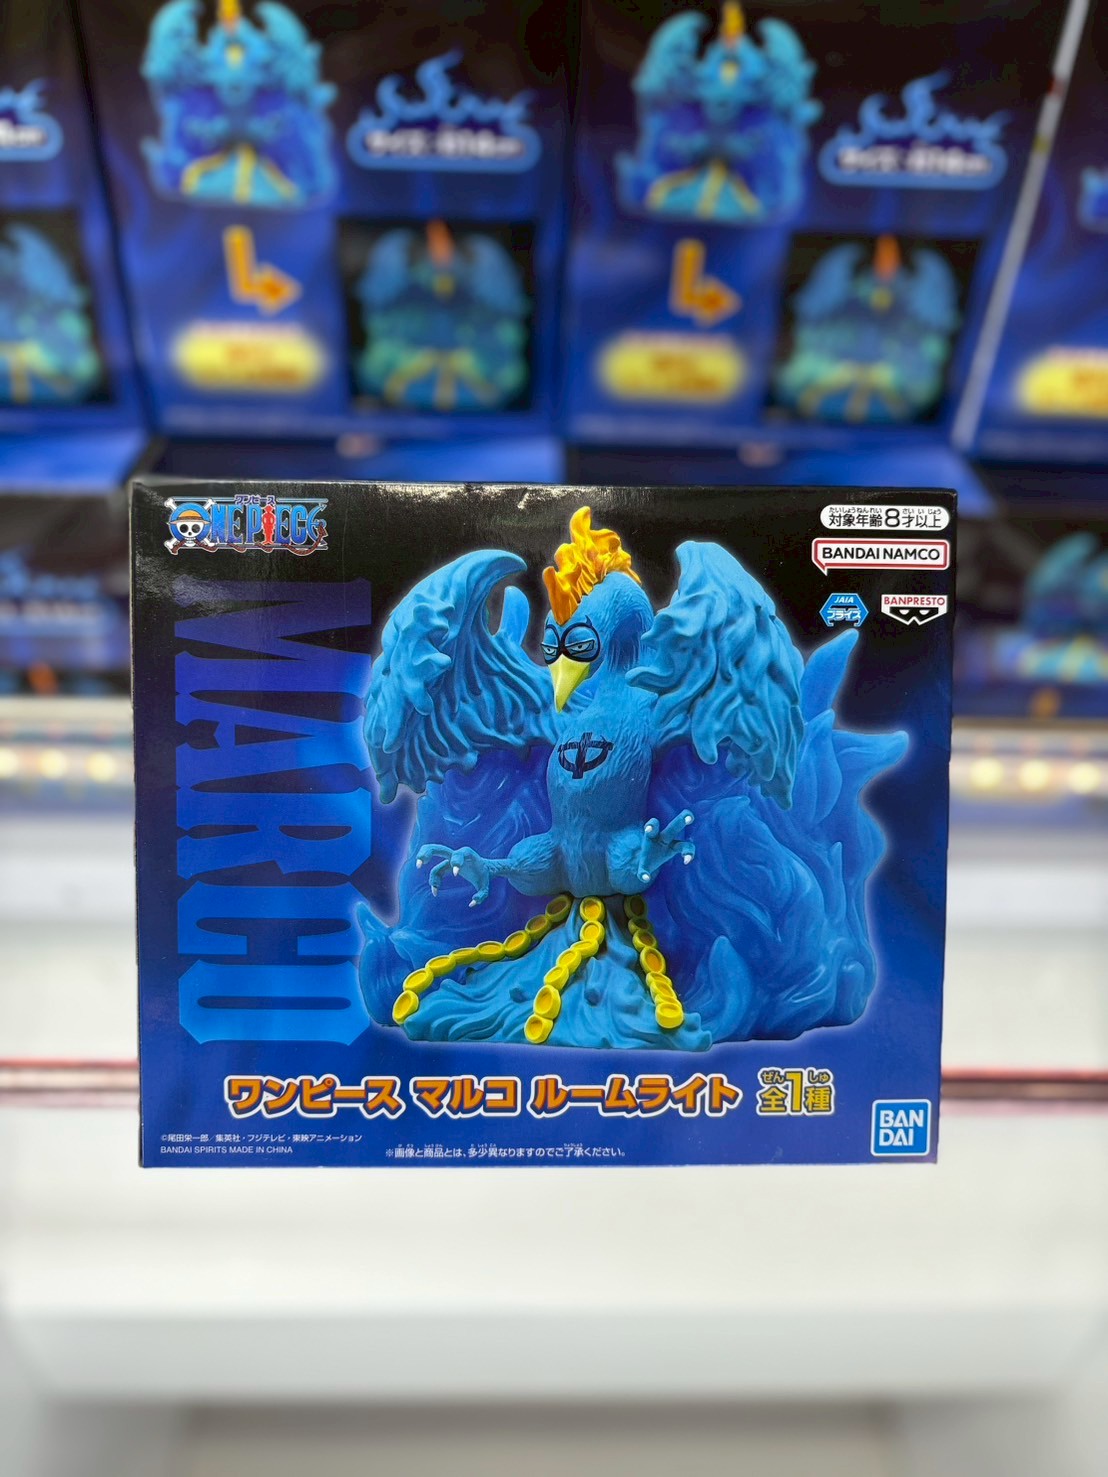 ワンピース
ONE PIECE
たいしょうねんれい さい いじょう
対象年齢8才以上
BANDAI NAMCO
JAIA
プライズ
BANPRESTO
MARCO
ワンピース マルコ ルームライト
ぜん しゅ
全1種
©尾田栄一郎/集英社・フジテレビ・東映アニメーション
BANDAI SPIRITS MADE IN CHINA
※画像と商品とは、多少異なりますのでご了承ください。
BAN
DAI